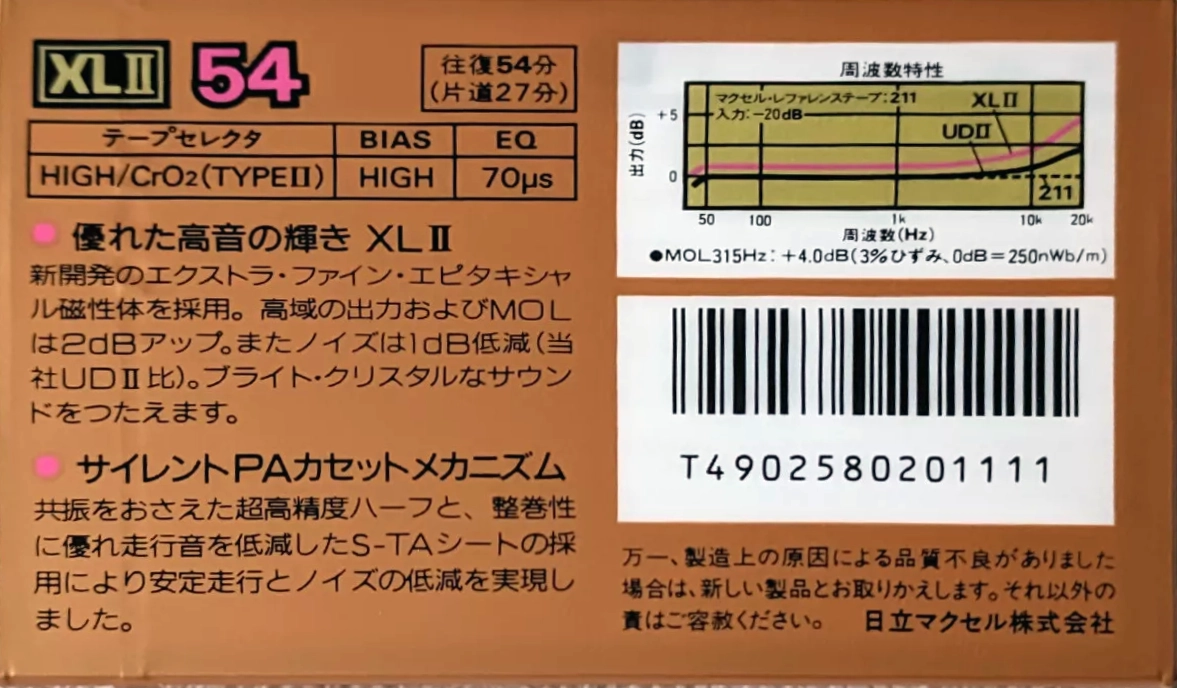 XLⅡ 54
往復54分
(片道27分)
テープセレクタ BIAS EQ
HIGH/CrO2(TYPEⅡ) HIGH 70μs
優れた高音の輝き XLⅡ
新開発のエクストラ・ファイン・エピタキシャ
ル磁性体を採用。高域の出力およびMOL
は2dBアップ。またノイズは1dB低減(当
社UDⅡ比)。ブライト・クリスタルなサウン
ドをつたえます。
サイレントPAカセットメカニズム
共振をおさえた超高精度ハーフと、整巻性
に優れ走行音を低減したS-TAシートの採
用により安定走行とノイズの低減を実現し
ました。
周波数特性
マクセル・レファレンステープ:211
入力:-20dB
XLⅡ
UDⅡ
211
出力(dB)
+5
0
50 100 1k 10k 20k
周波数(Hz)
●MOL315Hz:+4.0dB(3%ひずみ、0dB=250nWb/m)
T4902580201111
万一、製造上の原因による品質不良がありました
場合は、新しい製品とお取りかえします。それ以外の
責はご容赦ください。 日立マクセル株式会社